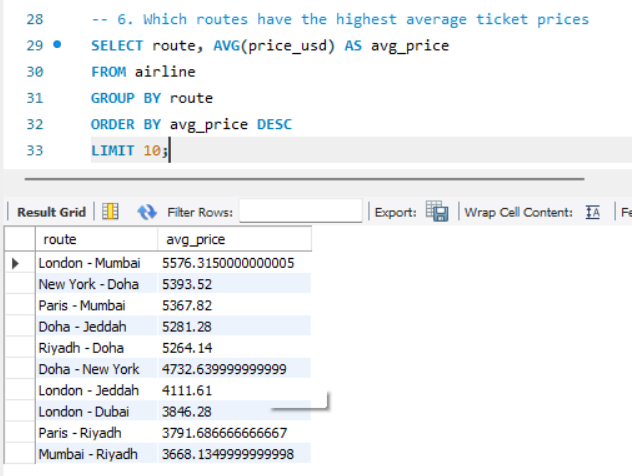 28 -- 6. Which routes have the highest average ticket prices
29 SELECT route, AVG(price_usd) AS avg_price
30 FROM airline
31 GROUP BY route
32 ORDER BY avg_price DESC
33 LIMIT 10;
Result Grid Filter Rows: Export: Wrap Cell Content: Fe
route avg_price
London - Mumbai 5576.3150000000005
New York - Doha 5393.52
Paris - Mumbai 5367.82
Doha - Jeddah 5281.28
Riyadh - Doha 5264.14
Doha - New York 4732.639999999999
London - Jeddah 4111.61
London - Dubai 3846.28
Paris - Riyadh 3791.686666666667
Mumbai - Riyadh 3668.1349999999998